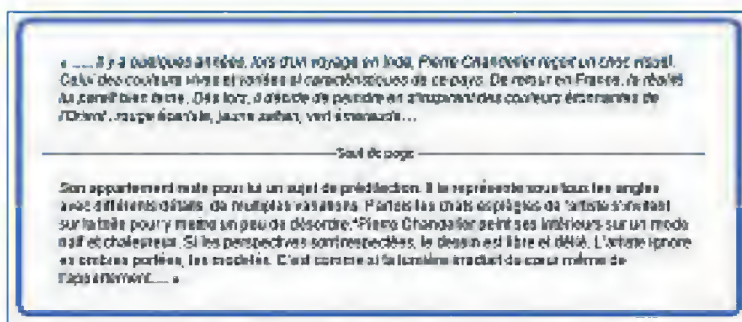 « ..... Il y a quelques années, lors d'un voyage en Inde, Pierre Chandelier reçoit un choc visuel.
Celui des couleurs vives et variées si caractéristiques de ce pays. De retour en France, la réalité
lui paraît bien terne. Dès lors, il décide de peindre en s'inspirant des couleurs étonnantes de
l'Orient, rouge écarlate, jaune safran, vert émeraude...
Saut de page
Son appartement reste pour lui un sujet de prédilection. Il le représente sous tous les angles
avec différents détails, de multiples variations. Parfois les chats espiègles de l'artiste s'invitent
sur la toile pour y mettre un peu de désordre. Pierre Chandelier peint ses intérieurs sur un mode
naïf et chaleureux. Si les perspectives sont respectées, le dessin est libre et délié. L'artiste ignore
les ombres portées, les modelés. C'est comme si la lumière irradiait du cœur même de
l'appartement..... »